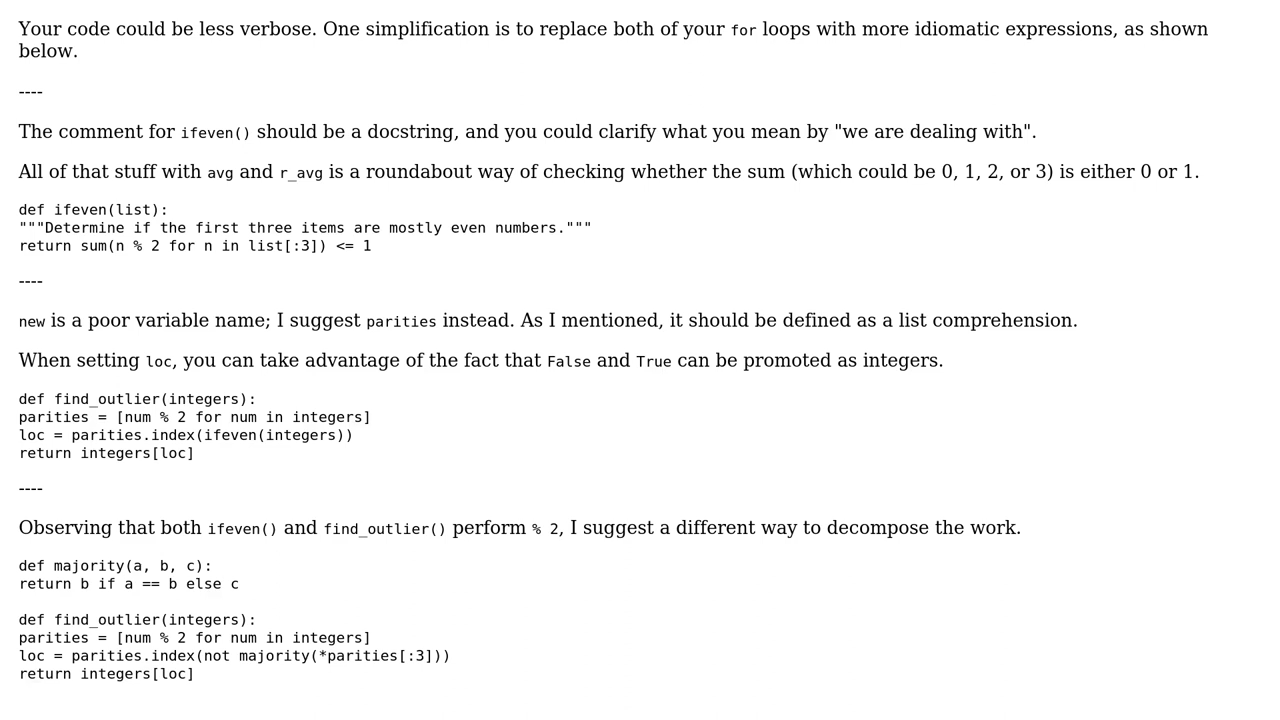 Your code could be less verbose. One simplification is to replace both of your for loops with more idiomatic expressions, as shown
below.
----
The comment for ifeven() should be a docstring, and you could clarify what you mean by "we are dealing with".
All of that stuff with avg and r_avg is a roundabout way of checking whether the sum (which could be 0, 1, 2, or 3) is either 0 or 1.
def ifeven(list):
"""Determine if the first three items are mostly even numbers."""
return sum(n % 2 for n in list[:3]) <= 1
----
new is a poor variable name; I suggest parities instead. As I mentioned, it should be defined as a list comprehension.
When setting loc, you can take advantage of the fact that False and True can be promoted as integers.
def find_outlier(integers):
parities = [num % 2 for num in integers]
loc = parities.index(ifeven(integers))
return integers[loc]
----
Observing that both ifeven() and find_outlier() perform % 2, I suggest a different way to decompose the work.
def majority(a, b, c):
return b if a == b else c
def find_outlier(integers):
parities = [num % 2 for num in integers]
loc = parities.index(not majority(*parities[:3]))
return integers[loc]